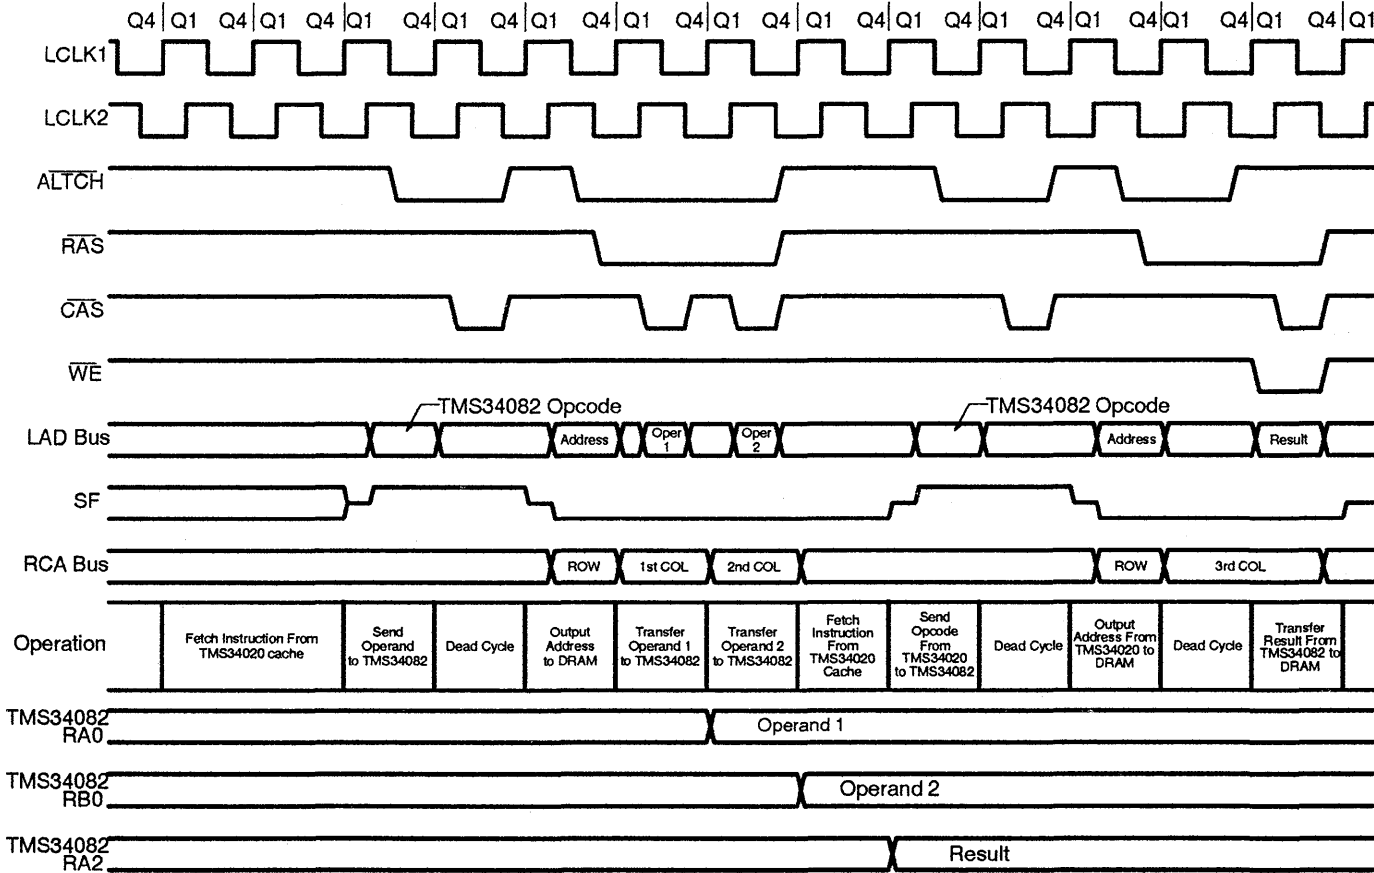 Q4 Q1 Q4 Q1 Q4 Q1 Q4 Q1 Q4 Q1 Q4 Q1 Q4 Q1 Q4 Q1 Q4 Q1 Q4 Q1 Q4 Q1 Q4 Q1 Q4 Q1 Q4 Q1
LCLK1
LCLK2
ALTCH
RAS
CAS
WE
TMS34082 Opcode
TMS34082 Opcode
LAD Bus
Address
Oper
1
Oper
2
Address
Result
SF
RCA Bus
ROW
1st COL
2nd COL
ROW
3rd COL
Operation
Fetch Instruction From
TMS34020 cache
Send
Operand
to TMS34082
Dead Cycle
Output
Address
to DRAM
Transfer
Operand 1
to TMS34082
Transfer
Operand 2
to TMS34082
Fetch
Instruction
From
TMS34020
Cache
Send
Opcode
From
TMS34020
to TMS34082
Dead Cycle
Output
Address From
TMS34020 to
DRAM
Dead Cycle
Transfer
Result From
TMS34082 to
DRAM
TMS34082
RA0
Operand 1
TMS34082
RB0
Operand 2
TMS34082
RA2
Result